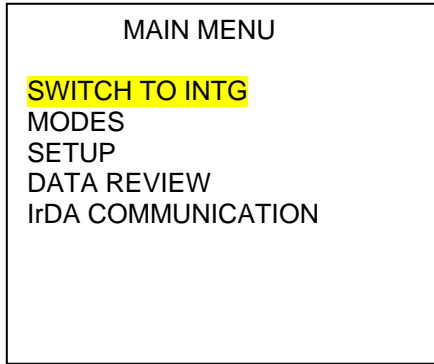 MAIN MENU
SWITCH TO INTG
MODES
SETUP
DATA REVIEW
IrDA COMMUNICATION